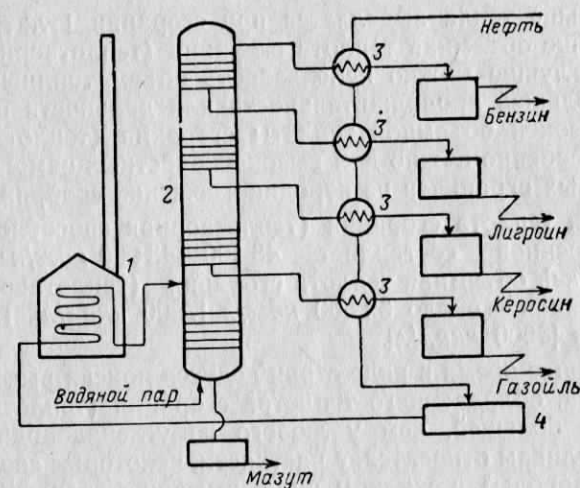 Нефть
3
Бензин
3
Лигроин
2
3
Керосин
1
3
Газойль
Водяной пар
4
Мазут